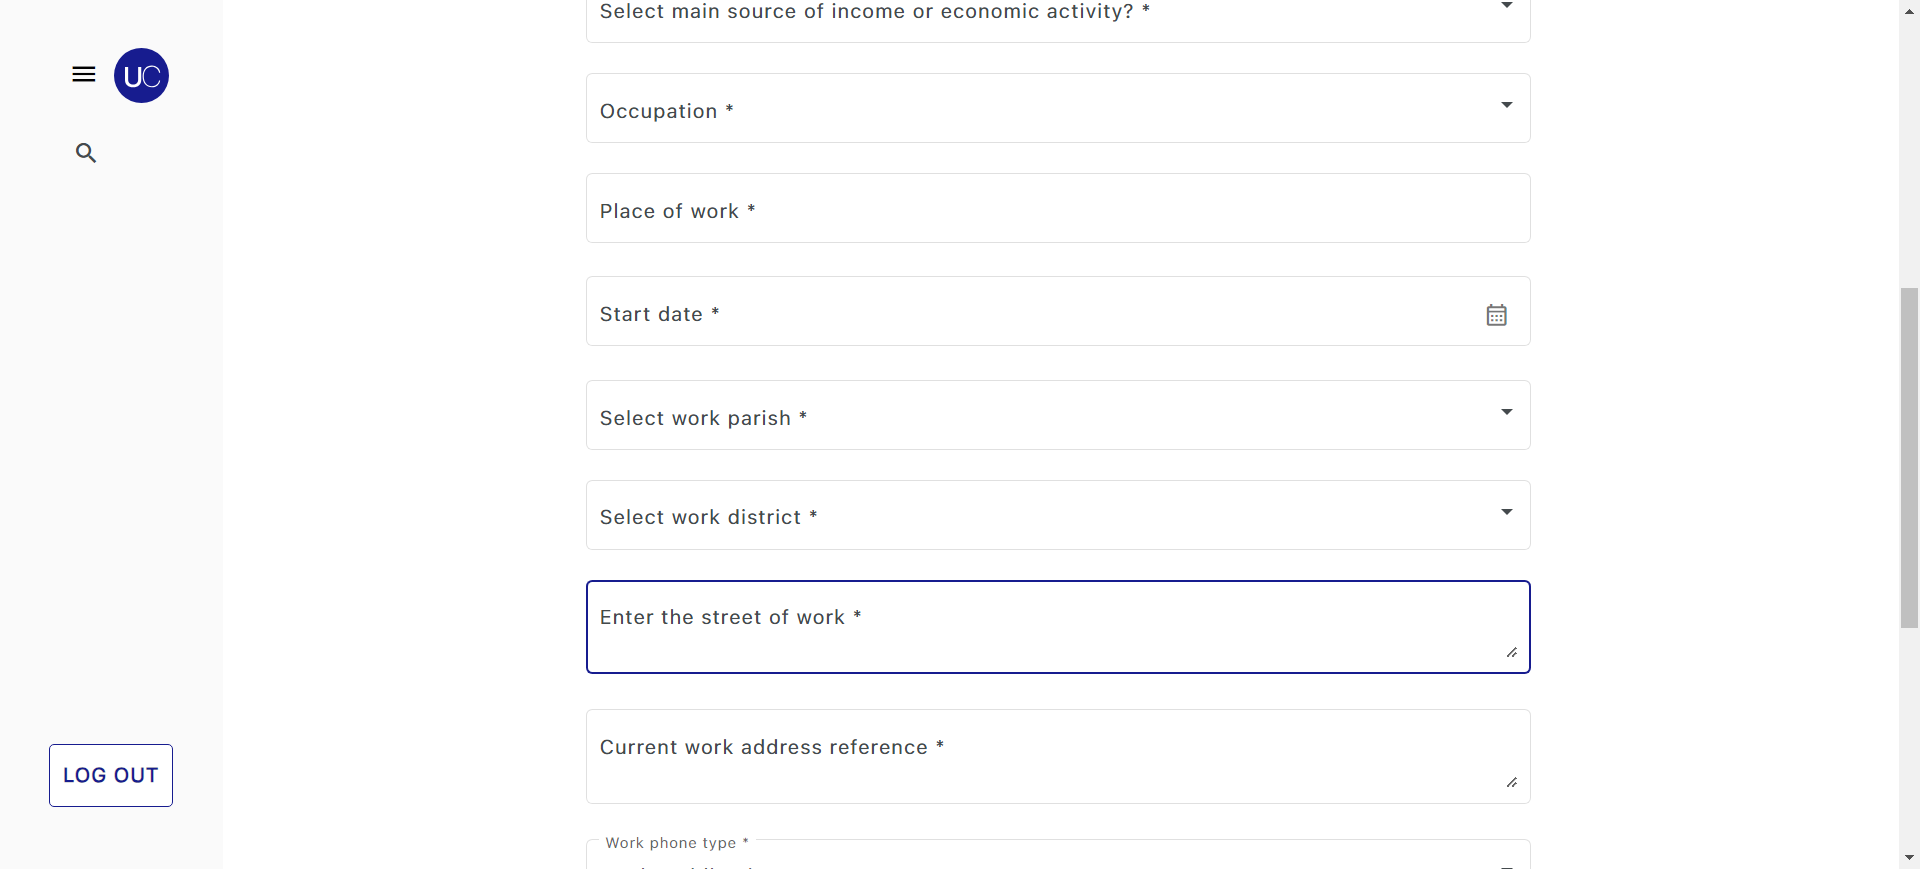 Select main source of income or economic activity? *
UC
Occupation *
Place of work *
Start date *
Select work parish *
Select work district *
Enter the street of work *
Current work address reference *
LOG OUT
Work phone type *